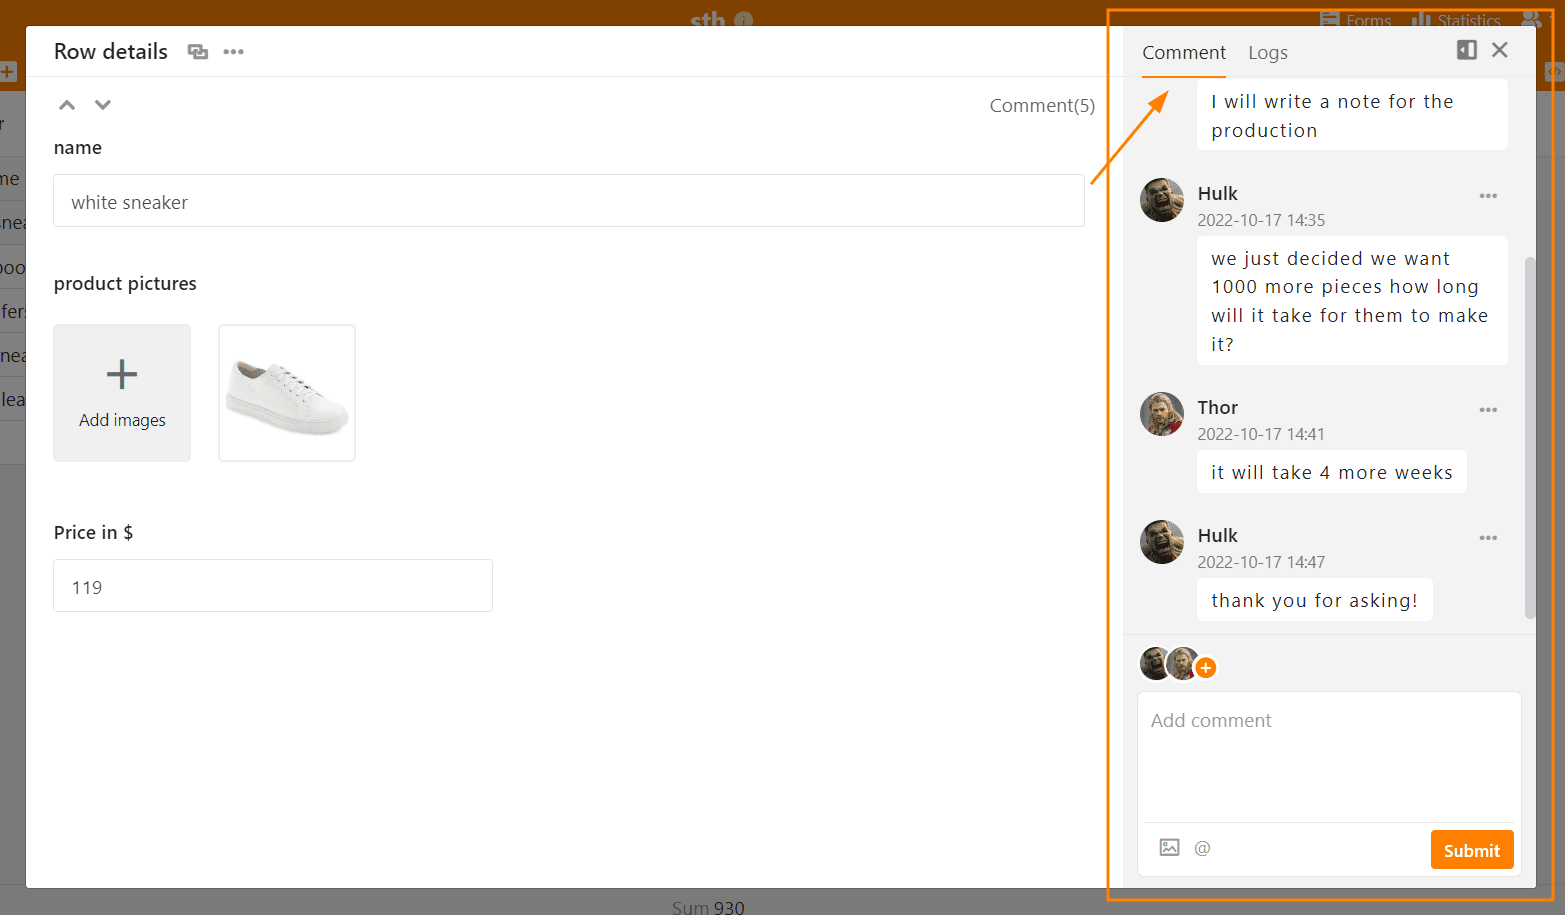 sth
Forms
Statistics
Row details
Comment
Logs
Comment(5)
I will write a note for the
production
name
white sneaker
Hulk
2022-10-17 14:35
we just decided we want
1000 more pieces how long
will it take for them to make
it?
product pictures
Add images
Thor
2022-10-17 14:41
it will take 4 more weeks
Price in $
119
Hulk
2022-10-17 14:47
thank you for asking!
Add comment
@
Submit
Sum 930